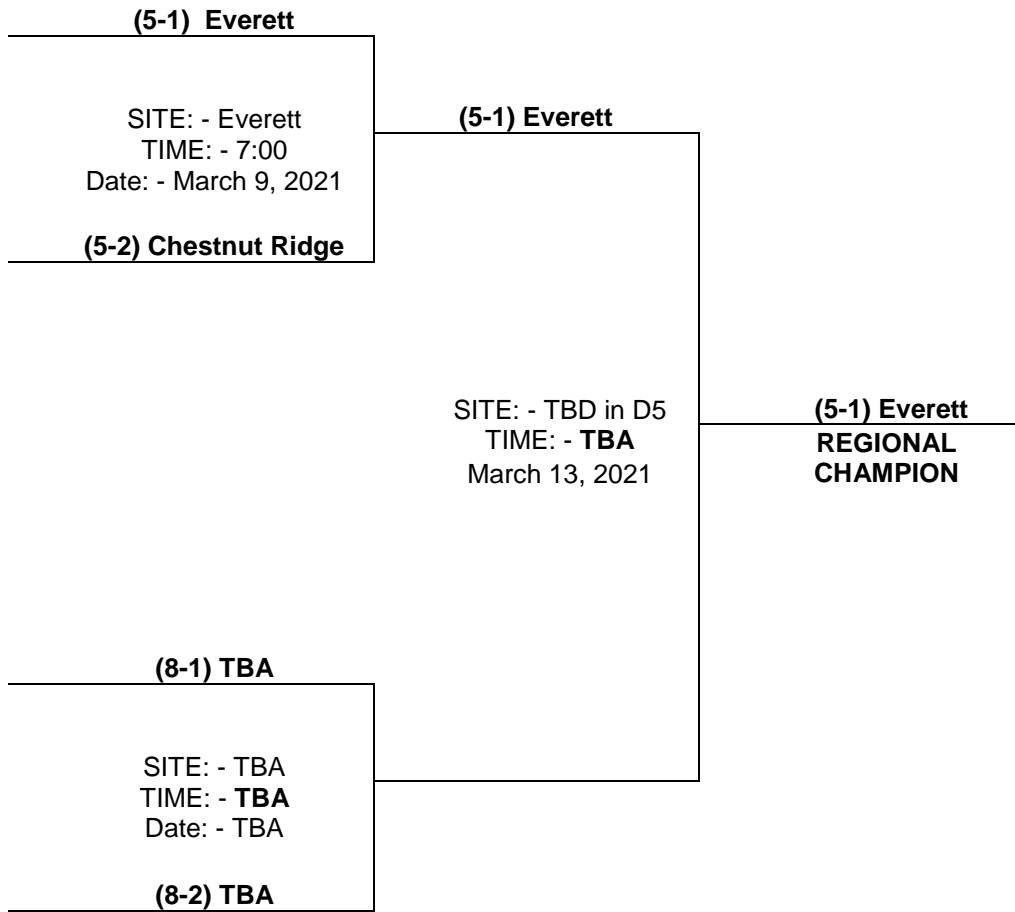 (5-1) Everett
SITE: - Everett
TIME: - 7:00
Date: - March 9, 2021
(5-2) Chestnut Ridge
(5-1) Everett
SITE: - TBD in D5
TIME: - TBA
March 13, 2021
(5-1) Everett
REGIONAL
CHAMPION
(8-1) TBA
SITE: - TBA
TIME: - TBA
Date: - TBA
(8-2) TBA